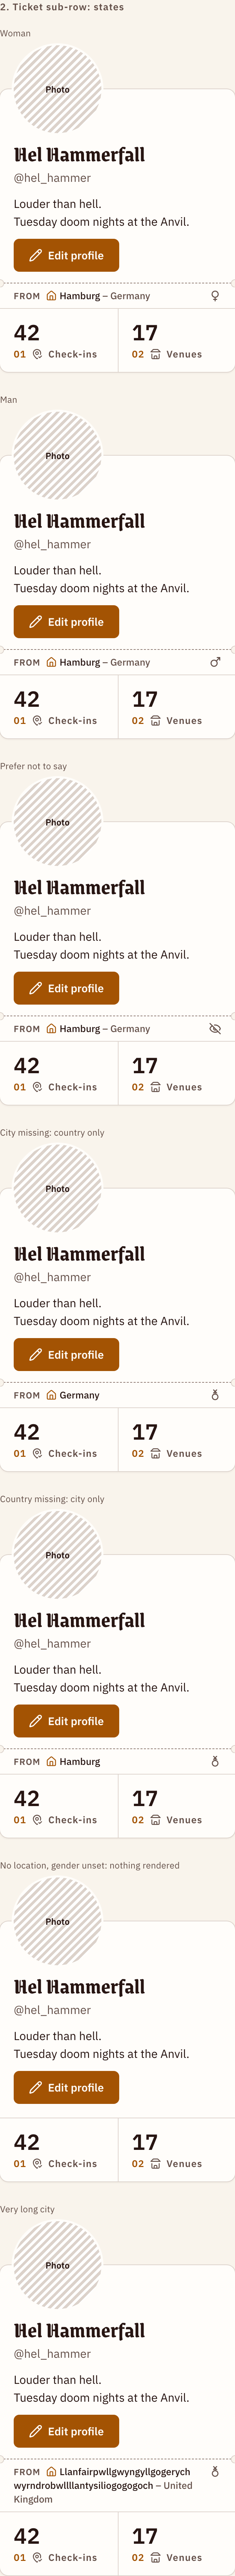 2. Ticket sub-row: states
Woman
Photo
Hel Hammerfall
@hel_hammer
Louder than hell.
Tuesday doom nights at the Anvil.
Edit profile
FROM Hamburg – Germany
42 17
01 Check-ins 02 Venues
Man
Photo
Hel Hammerfall
@hel_hammer
Louder than hell.
Tuesday doom nights at the Anvil.
Edit profile
FROM Hamburg – Germany
42 17
01 Check-ins 02 Venues
Prefer not to say
Photo
Hel Hammerfall
@hel_hammer
Louder than hell.
Tuesday doom nights at the Anvil.
Edit profile
FROM Hamburg – Germany
42 17
01 Check-ins 02 Venues
City missing: country only
Photo
Hel Hammerfall
@hel_hammer
Louder than hell.
Tuesday doom nights at the Anvil.
Edit profile
FROM Germany
42 17
01 Check-ins 02 Venues
Country missing: city only
Photo
Hel Hammerfall
@hel_hammer
Louder than hell.
Tuesday doom nights at the Anvil.
Edit profile
FROM Hamburg
42 17
01 Check-ins 02 Venues
No location, gender unset: nothing rendered
Photo
Hel Hammerfall
@hel_hammer
Louder than hell.
Tuesday doom nights at the Anvil.
Edit profile
42 17
01 Check-ins 02 Venues
Very long city
Photo
Hel Hammerfall
@hel_hammer
Louder than hell.
Tuesday doom nights at the Anvil.
Edit profile
FROM Llanfairpwllgwyngyllgogerych
wyrndrobwllllantysiliogogogoch – United
Kingdom
42 17
01 Check-ins 02 Venues